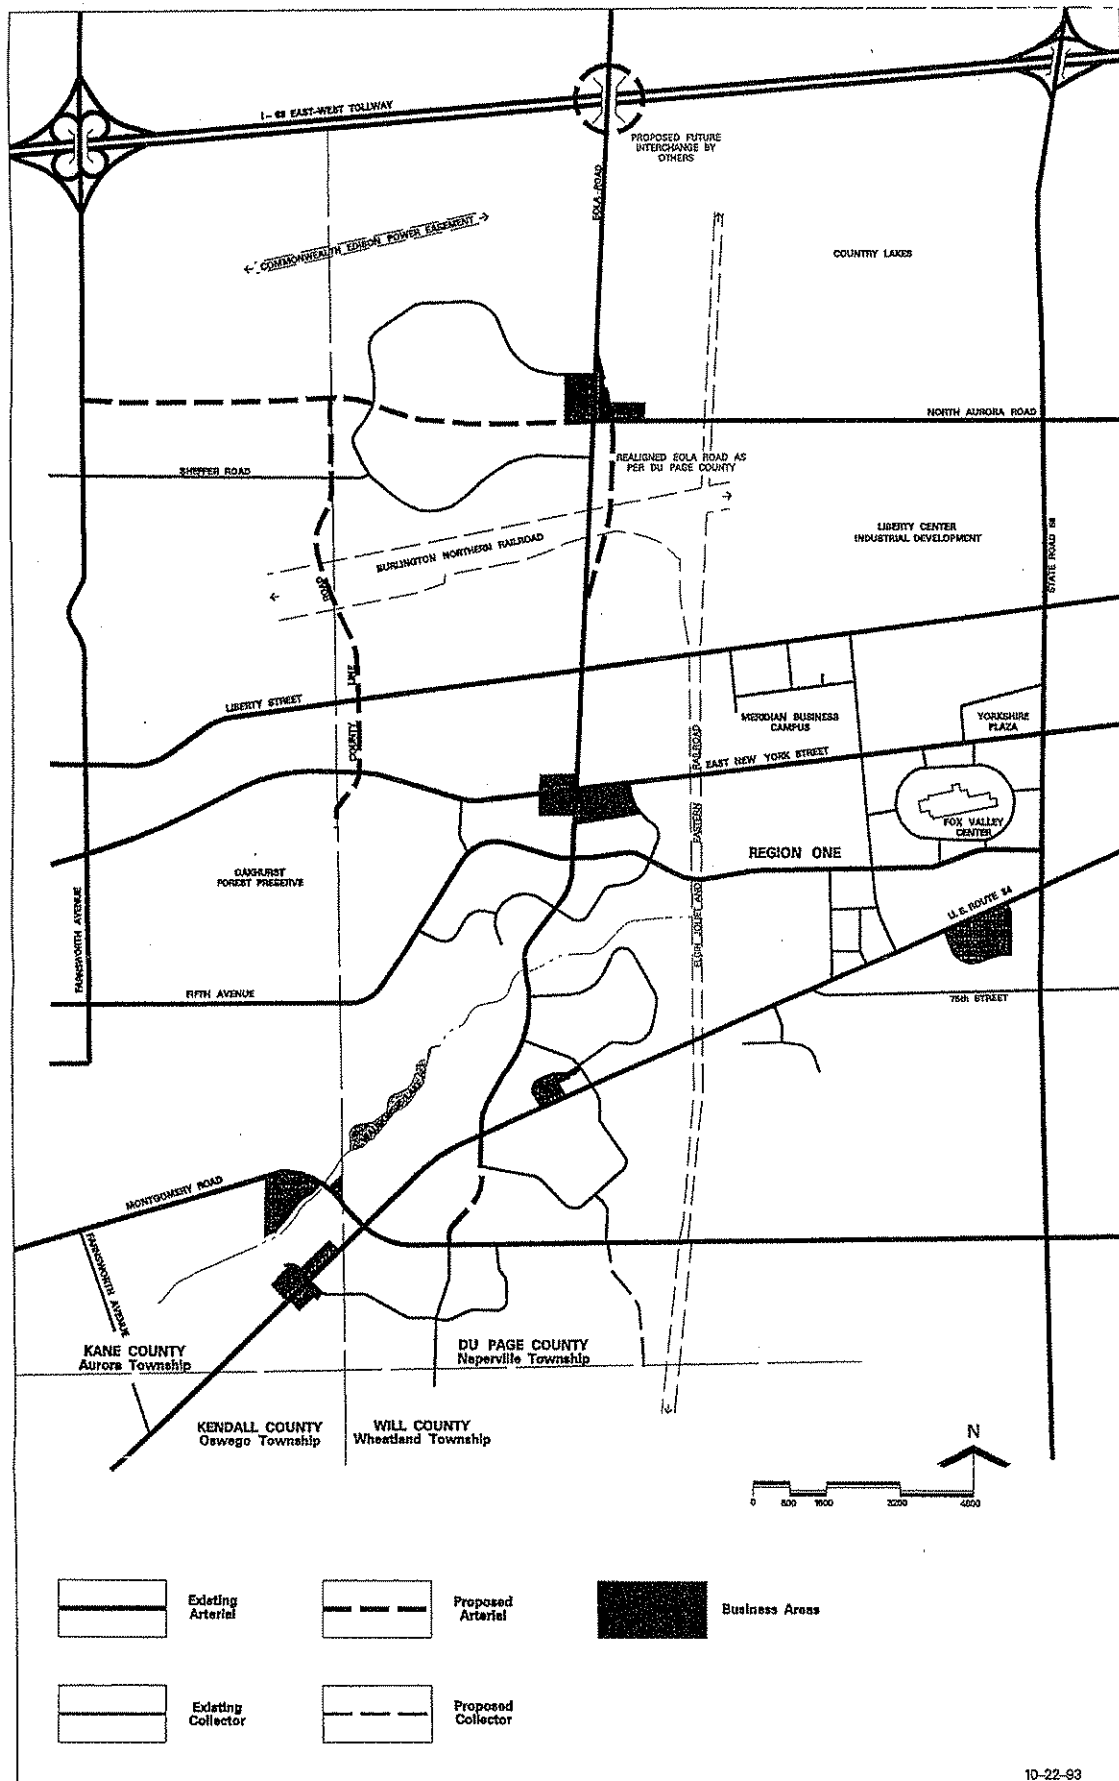 I-88 EAST-WEST TOLLWAY
PROPOSED FUTURE
INTERCHANGE BY
OTHERS
EOLA ROAD
COMMONWEALTH EDISON POWER EASEMENT
COUNTRY LAKES
NORTH AURORA ROAD
SHEFFER ROAD
REALIGNED EOLA ROAD AS
PER DU PAGE COUNTY
BURLINGTON NORTHERN RAILROAD
LIBERTY CENTER
INDUSTRIAL DEVELOPMENT
STATE ROAD 59
COUNTY LINE ROAD
LIBERTY STREET
MERIDIAN BUSINESS
CAMPUS
YORKSHIRE
PLAZA
EAST NEW YORK STREET
FOX VALLEY
CENTER
REGION ONE
ELGIN JOLIET AND EASTERN RAILROAD
OAKHURST
FOREST PRESERVE
FARNSWORTH AVENUE
U.S. ROUTE 34
FIFTH AVENUE
75th STREET
MONTGOMERY ROAD
FARNSWORTH AVENUE
KANE COUNTY
Aurora Township
DU PAGE COUNTY
Naperville Township
KENDALL COUNTY
Oswego Township
WILL COUNTY
Wheatland Township
N
0 800 1600 3200 4800
Existing
Arterial
Proposed
Arterial
Business Areas
Existing
Collector
Proposed
Collector
10-22-93